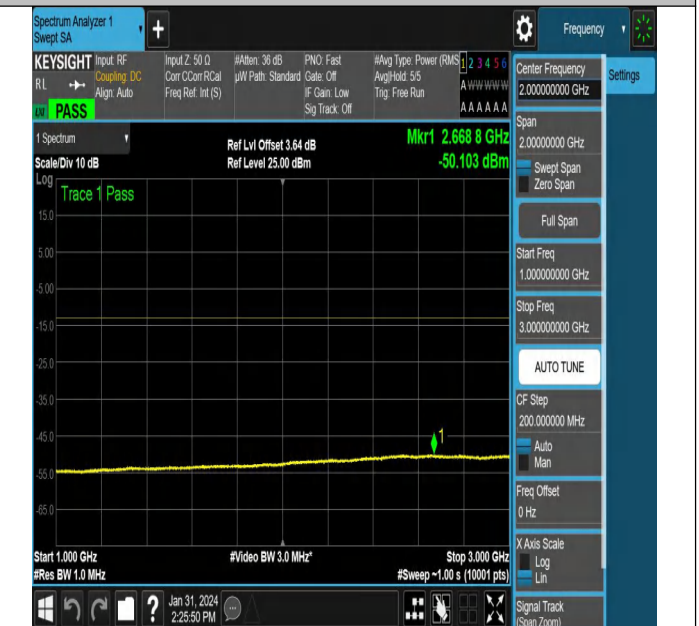 Spectrum Analyzer 1
Swept SA
+
Frequency
KEYSIGHT
RL
PASS
Input: RF
Coupling: DC
Align: Auto
Input Z: 50 Ω
Corr CCorr RCal
Freq Ref: Int (S)
#Atten: 36 dB
µW Path: Standard
PNO: Fast
Gate: Off
IF Gain: Low
Sig Track: Off
#Avg Type: Power (RMS
Avg|Hold: 5/5
Trig: Free Run
1 2 3 4 5 6
A W W W W W
A A A A A A
1 Spectrum
Scale/Div 10 dB
Ref Lvl Offset 3.64 dB
Ref Level 25.00 dBm
Mkr1 2.668 8 GHz
-50.103 dBm
Log
Trace 1 Pass
15.0
5.00
-5.00
-15.0
-25.0
-35.0
-45.0
-55.0
-65.0
1
Start 1.000 GHz
#Res BW 1.0 MHz
#Video BW 3.0 MHz*
Stop 3.000 GHz
#Sweep ~1.00 s (10001 pts)
?
Jan 31, 2024
2:25:50 PM
Center Frequency
2.00000000 GHz
Settings
Span
2.00000000 GHz
Swept Span
Zero Span
Full Span
Start Freq
1.000000000 GHz
Stop Freq
3.000000000 GHz
AUTO TUNE
CF Step
200.000000 MHz
Auto
Man
Freq Offset
0 Hz
X Axis Scale
Log
Lin
Signal Track
(Span Zoom)